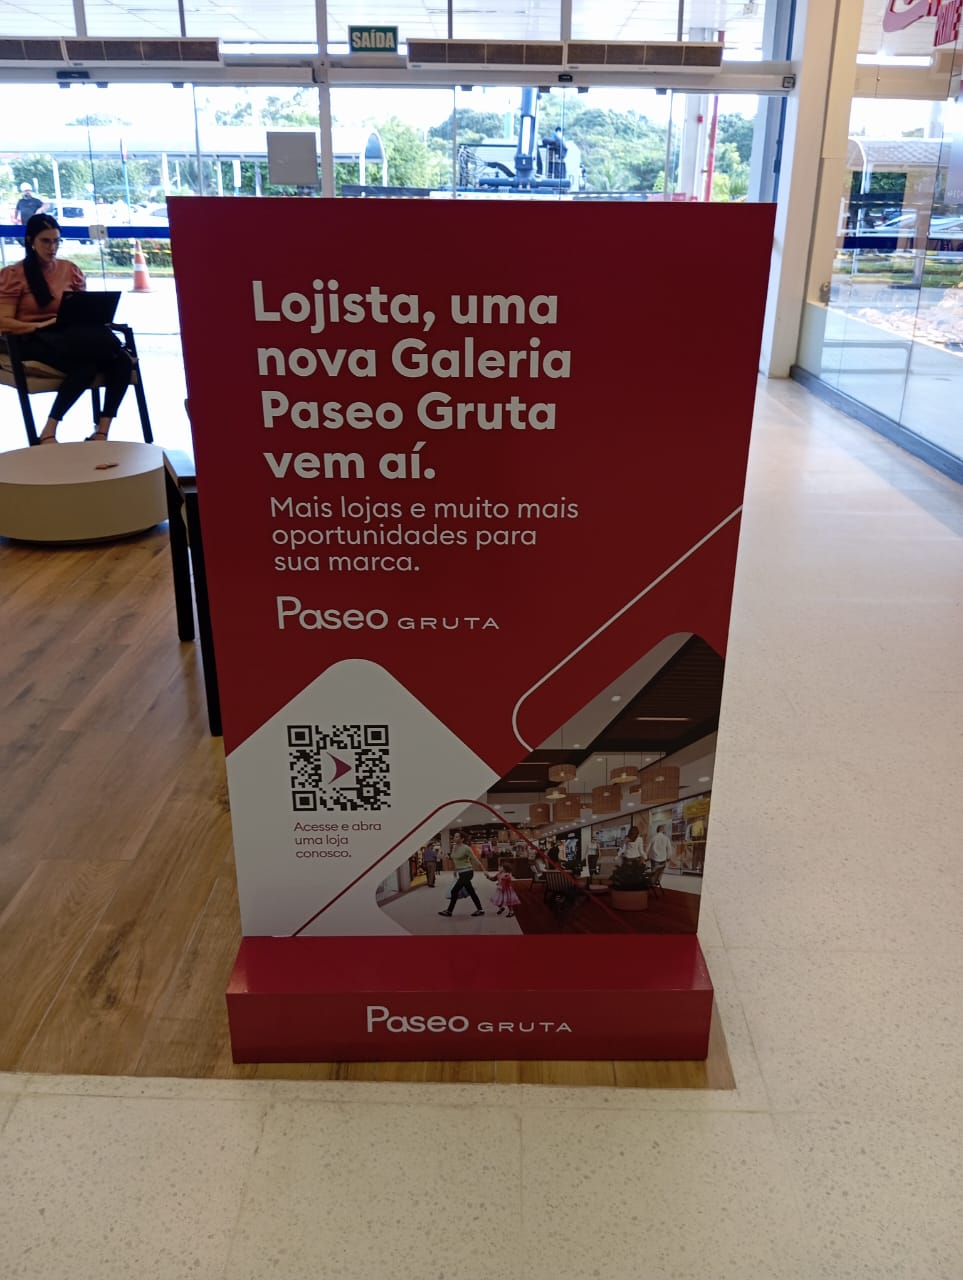 SAÍDA
Lojista, uma
nova Galeria
Paseo Gruta
vem aí.
Mais lojas e muito mais
oportunidades para
sua marca.
Paseo GRUTA
Acesse e abra
uma loja
conosco.
Paseo GRUTA